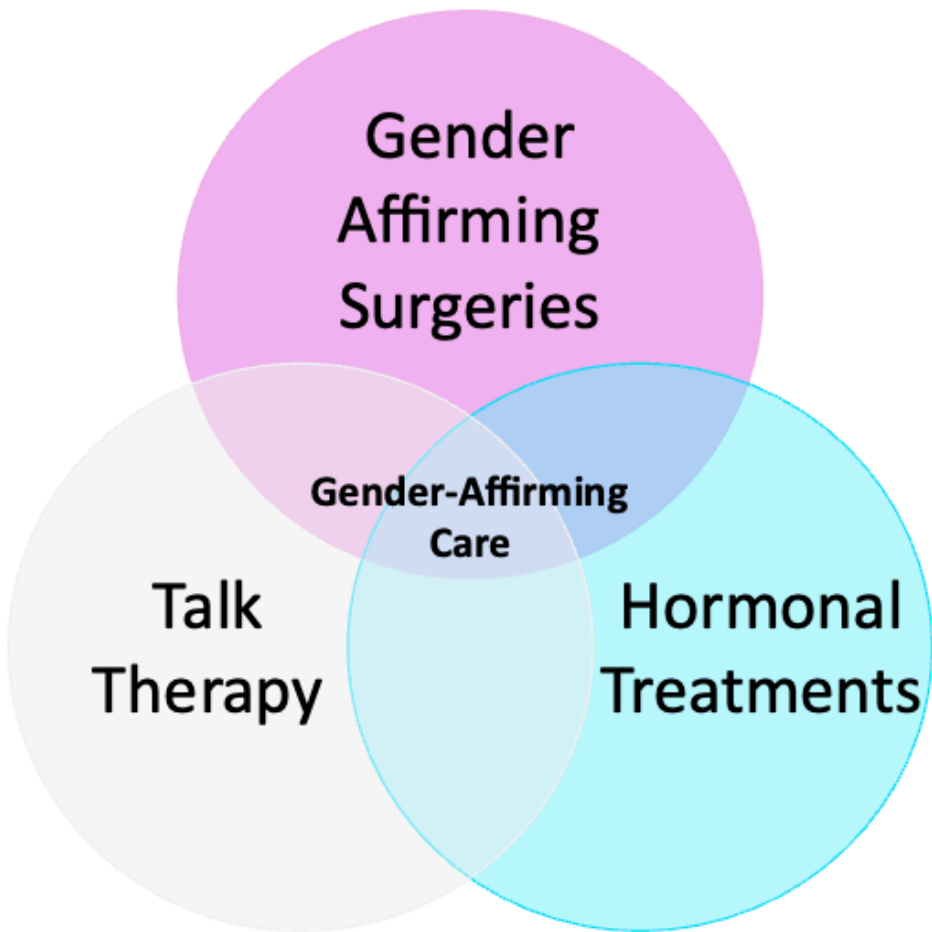 Gender
Affirming
Surgeries
Gender-Affirming
Care
Talk
Therapy
Hormonal
Treatments